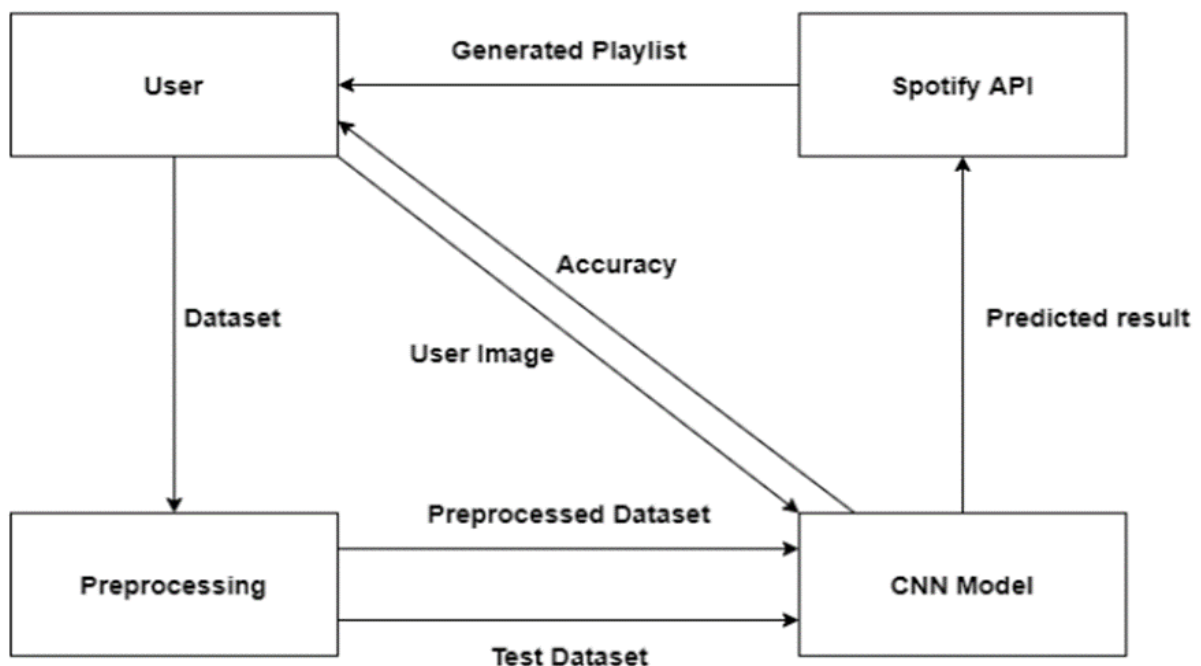 Generated Playlist
User
Spotify API
Accuracy
Dataset
Predicted result
User Image
Preprocessed Dataset
Preprocessing
CNN Model
Test Dataset